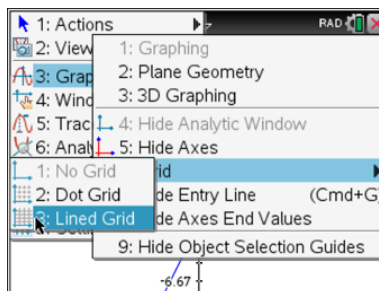 1: Actions
RAD
2: View
1: Graphing
2: Plane Geometry
3: Grap
3: 3D Graphing
4: Wind
4: Hide Analytic Window
5: Trac
5: Hide Axes
6: Analy
rid
1: No Grid
2: Dot Grid
de Entry Line (Cmd+G
3: Lined Grid
de Axes End Values
9: Hide Object Selection Guides
-6.67